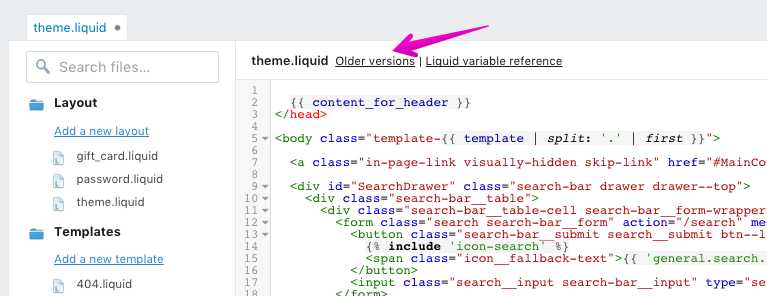 theme.liquid
Search files...
Layout
Add a new layout
gift_card.liquid
password.liquid
theme.liquid
Templates
Add a new template
404.liquid
theme.liquid Older versions | Liquid variable reference
1
2 {{ content_for_header }}
3 </head>
4
5 <body class="template-{{ template | split: '.' | first }}">
6
7 <a class="in-page-link visually-hidden skip-link" href="#MainCo
8
9 <div id="SearchDrawer" class="search-bar drawer drawer--top">
10 <div class="search-bar__table">
11 <div class="search-bar__table-cell search-bar__form-wrapper
12 <form class="search search-bar__form" action="/search" me
13 <button class="search-bar__submit search__submit btn--l
14 {% include 'icon-search' %}
15 <span class="icon__fallback-text">{{ 'general.search.
16 </button>
17 <input class="search__input search-bar__input" type="se
18 </form>